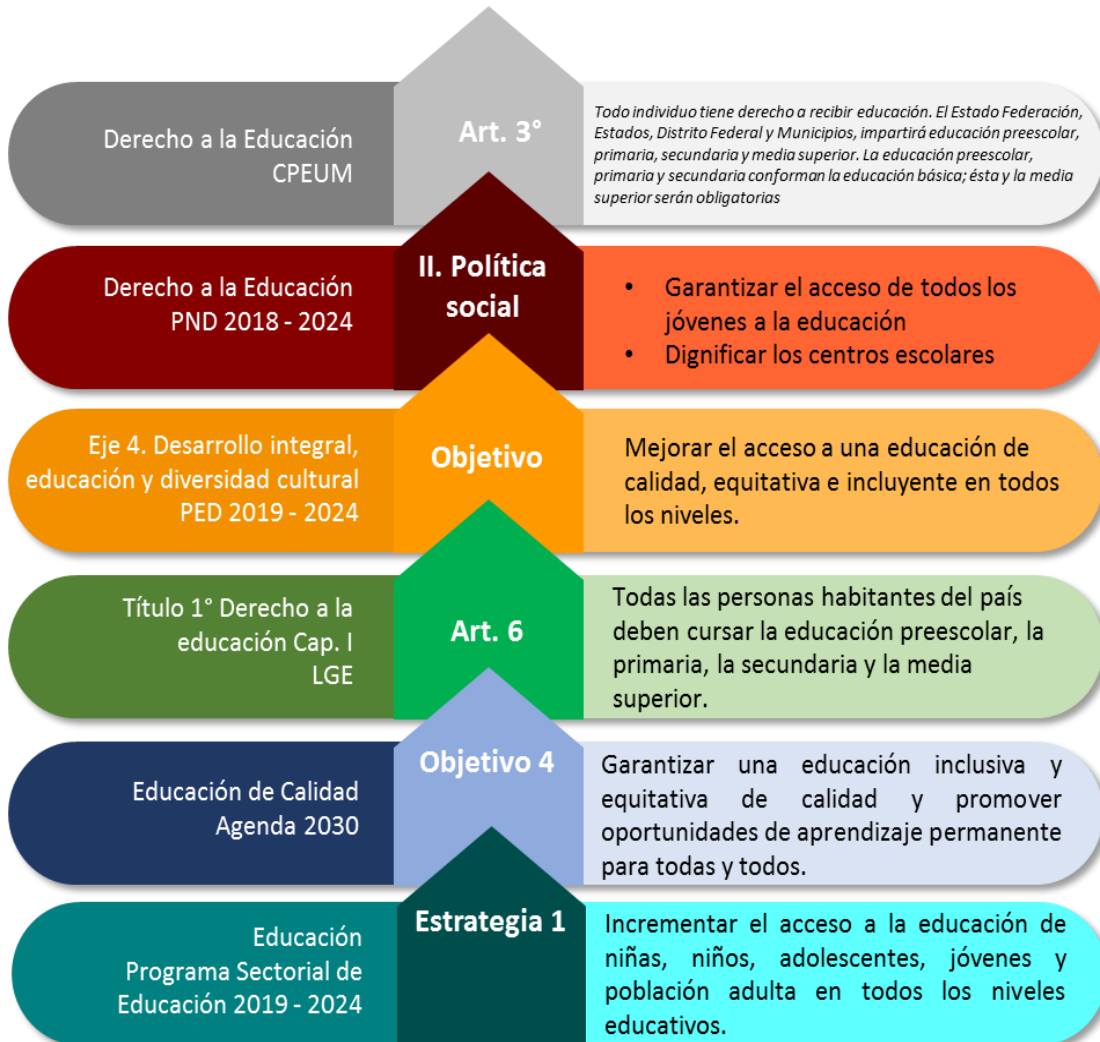 Derecho a la Educación
CPEUM
Art. 3°
Todo individuo tiene derecho a recibir educación. El Estado Federación,
Estados, Distrito Federal y Municipios, impartirá educación preescolar,
primaria, secundaria y media superior. La educación preescolar,
primaria y secundaria conforman la educación básica; ésta y la media
superior serán obligatorias
Derecho a la Educación
PND 2018 - 2024
II. Política
social
• Garantizar el acceso de todos los
jóvenes a la educación
• Dignificar los centros escolares
Eje 4. Desarrollo integral,
educación y diversidad cultural
PED 2019 - 2024
Objetivo
Mejorar el acceso a una educación de
calidad, equitativa e incluyente en todos
los niveles.
Título 1° Derecho a la
educación Cap. I
LGE
Art. 6
Todas las personas habitantes del país
deben cursar la educación preescolar, la
primaria, la secundaria y la media
superior.
Educación de Calidad
Agenda 2030
Objetivo 4
Garantizar una educación inclusiva y
equitativa de calidad y promover
oportunidades de aprendizaje permanente
para todas y todos.
Educación
Programa Sectorial de
Educación 2019 - 2024
Estrategia 1
Incrementar el acceso a la educación de
niñas, niños, adolescentes, jóvenes y
población adulta en todos los niveles
educativos.